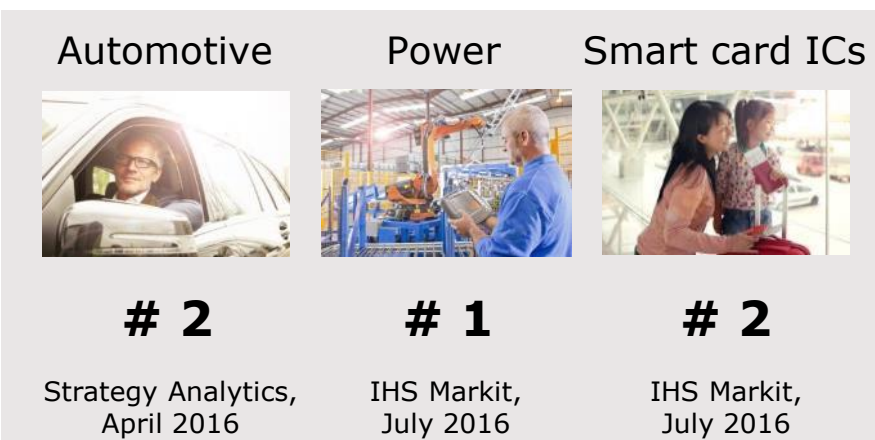 Automotive
Power
Smart card ICs
# 2
# 1
# 2
Strategy Analytics,
April 2016
IHS Markit,
July 2016
IHS Markit,
July 2016